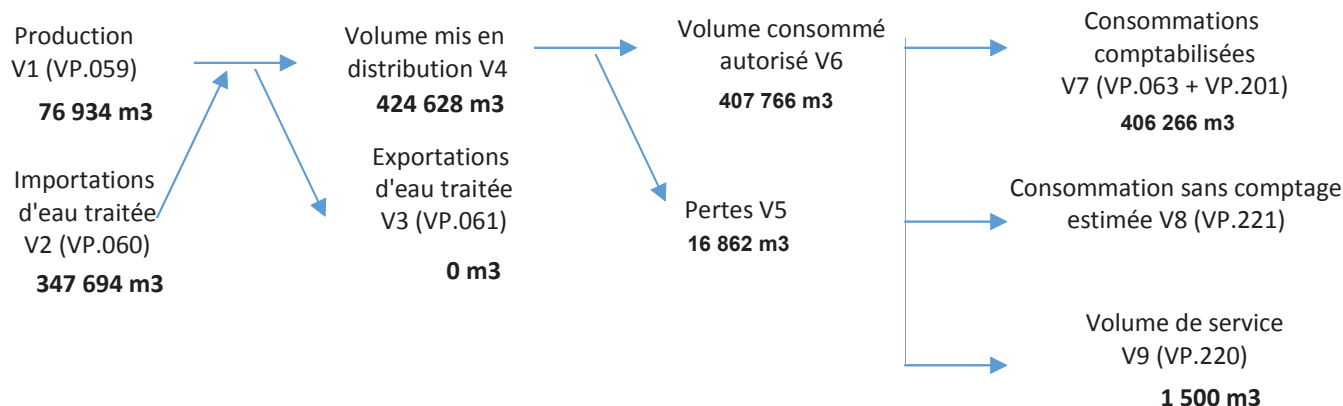 Production
V1 (VP.059)
76 934 m3
Importations
d'eau traitée
V2 (VP.060)
347 694 m3
Volume mis en
distribution V4
424 628 m3
Exportations
d'eau traitée
V3 (VP.061)
0 m3
Volume consommé
autorisé V6
407 766 m3
Pertes V5
16 862 m3
Consommations
comptabilisées
V7 (VP.063 + VP.201)
406 266 m3
Consommation sans comptage
estimée V8 (VP.221)
Volume de service
V9 (VP.220)
1 500 m3